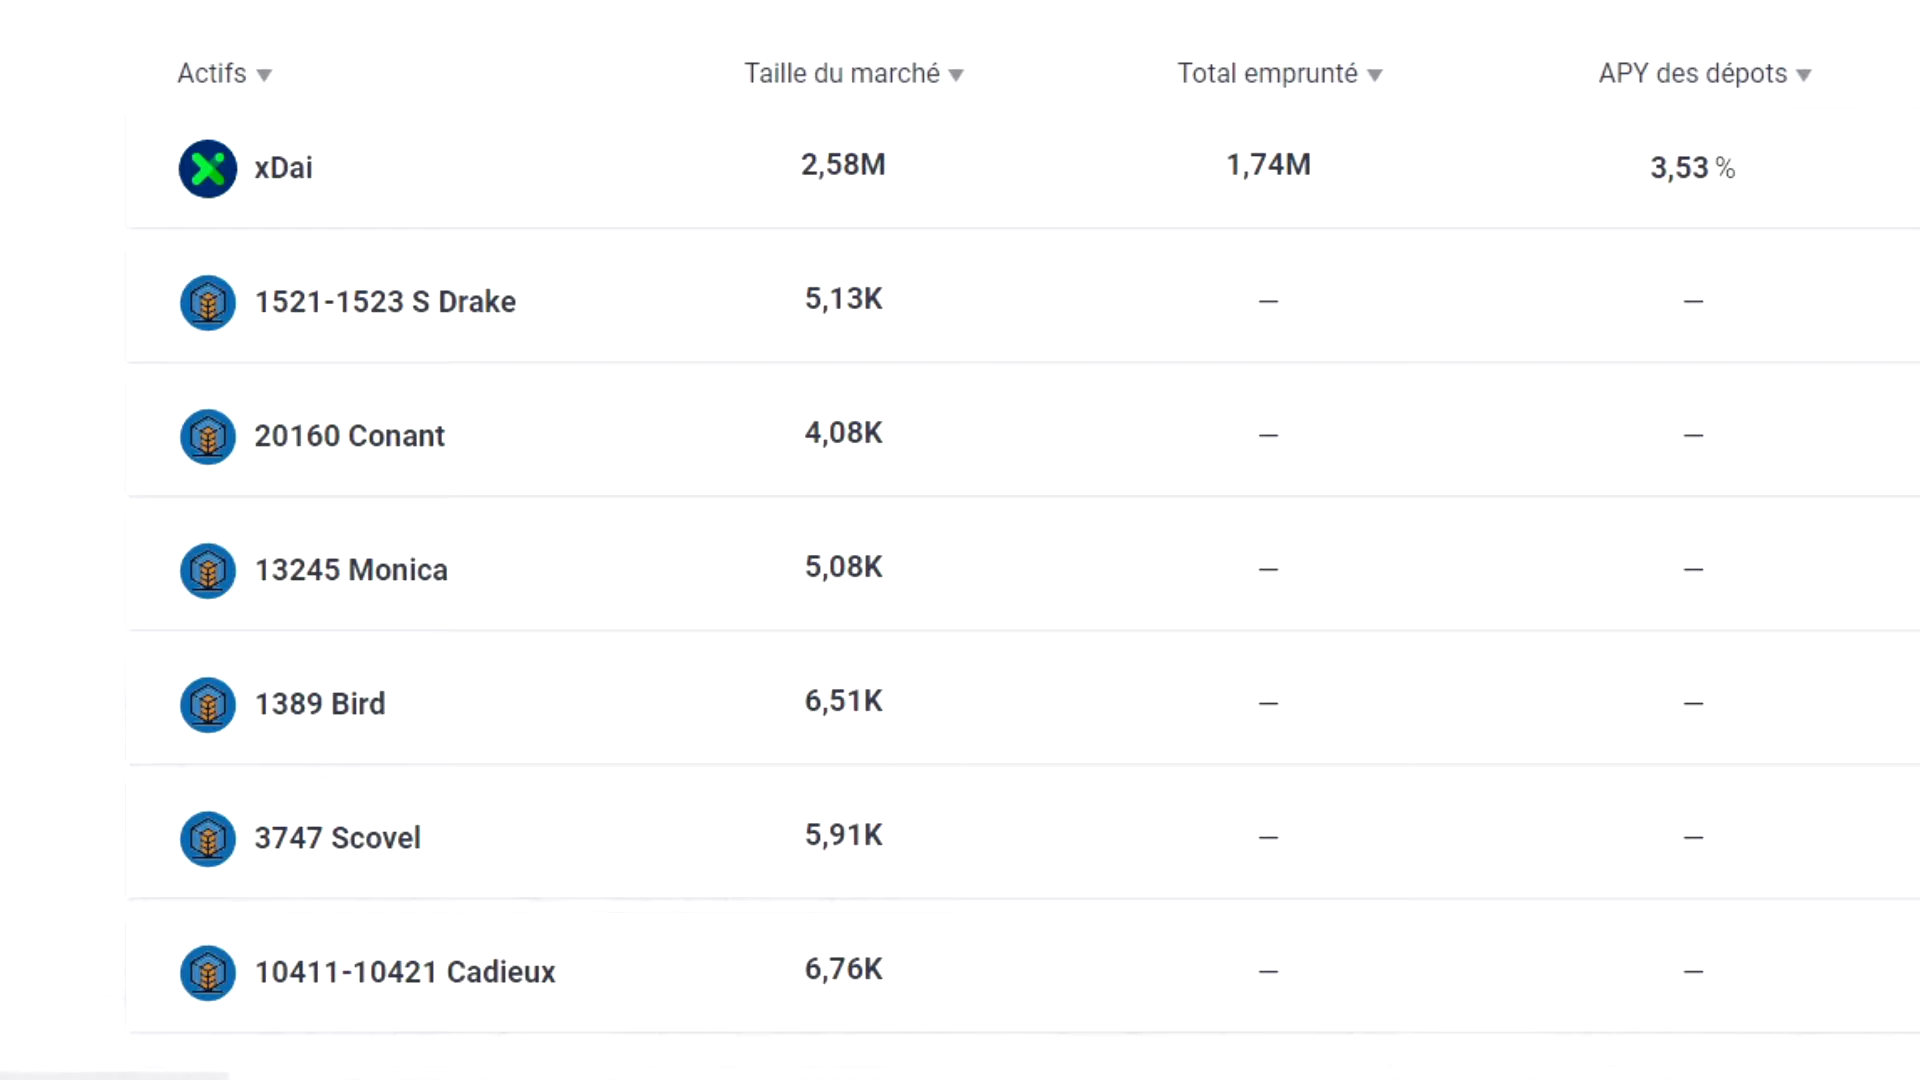 Actifs ▼ Taille du marché ▼ Total emprunté ▼ APY des dépots ▼
xDai 2,58M 1,74M 3,53 %
1521-1523 S Drake 5,13K — —
20160 Conant 4,08K — —
13245 Monica 5,08K — —
1389 Bird 6,51K — —
3747 Scovel 5,91K — —
10411-10421 Cadieux 6,76K — —